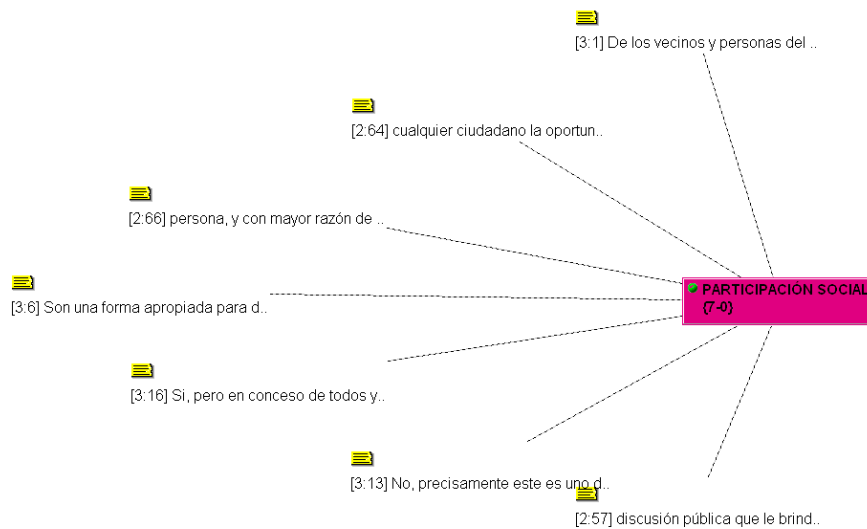 [3:1] De los vecinos y personas del ..
[2:64] cualquier ciudadano la oportun..
[2:66] persona, y con mayor razón de ..
[3:6] Son una forma apropiada para d..
PARTICIPACIÓN SOCIAL
{7-0}
[3:16] Si, pero en conceso de todos y..
[3:13] No, precisamente este es uno d..
[2:57] discusión pública que le brind..